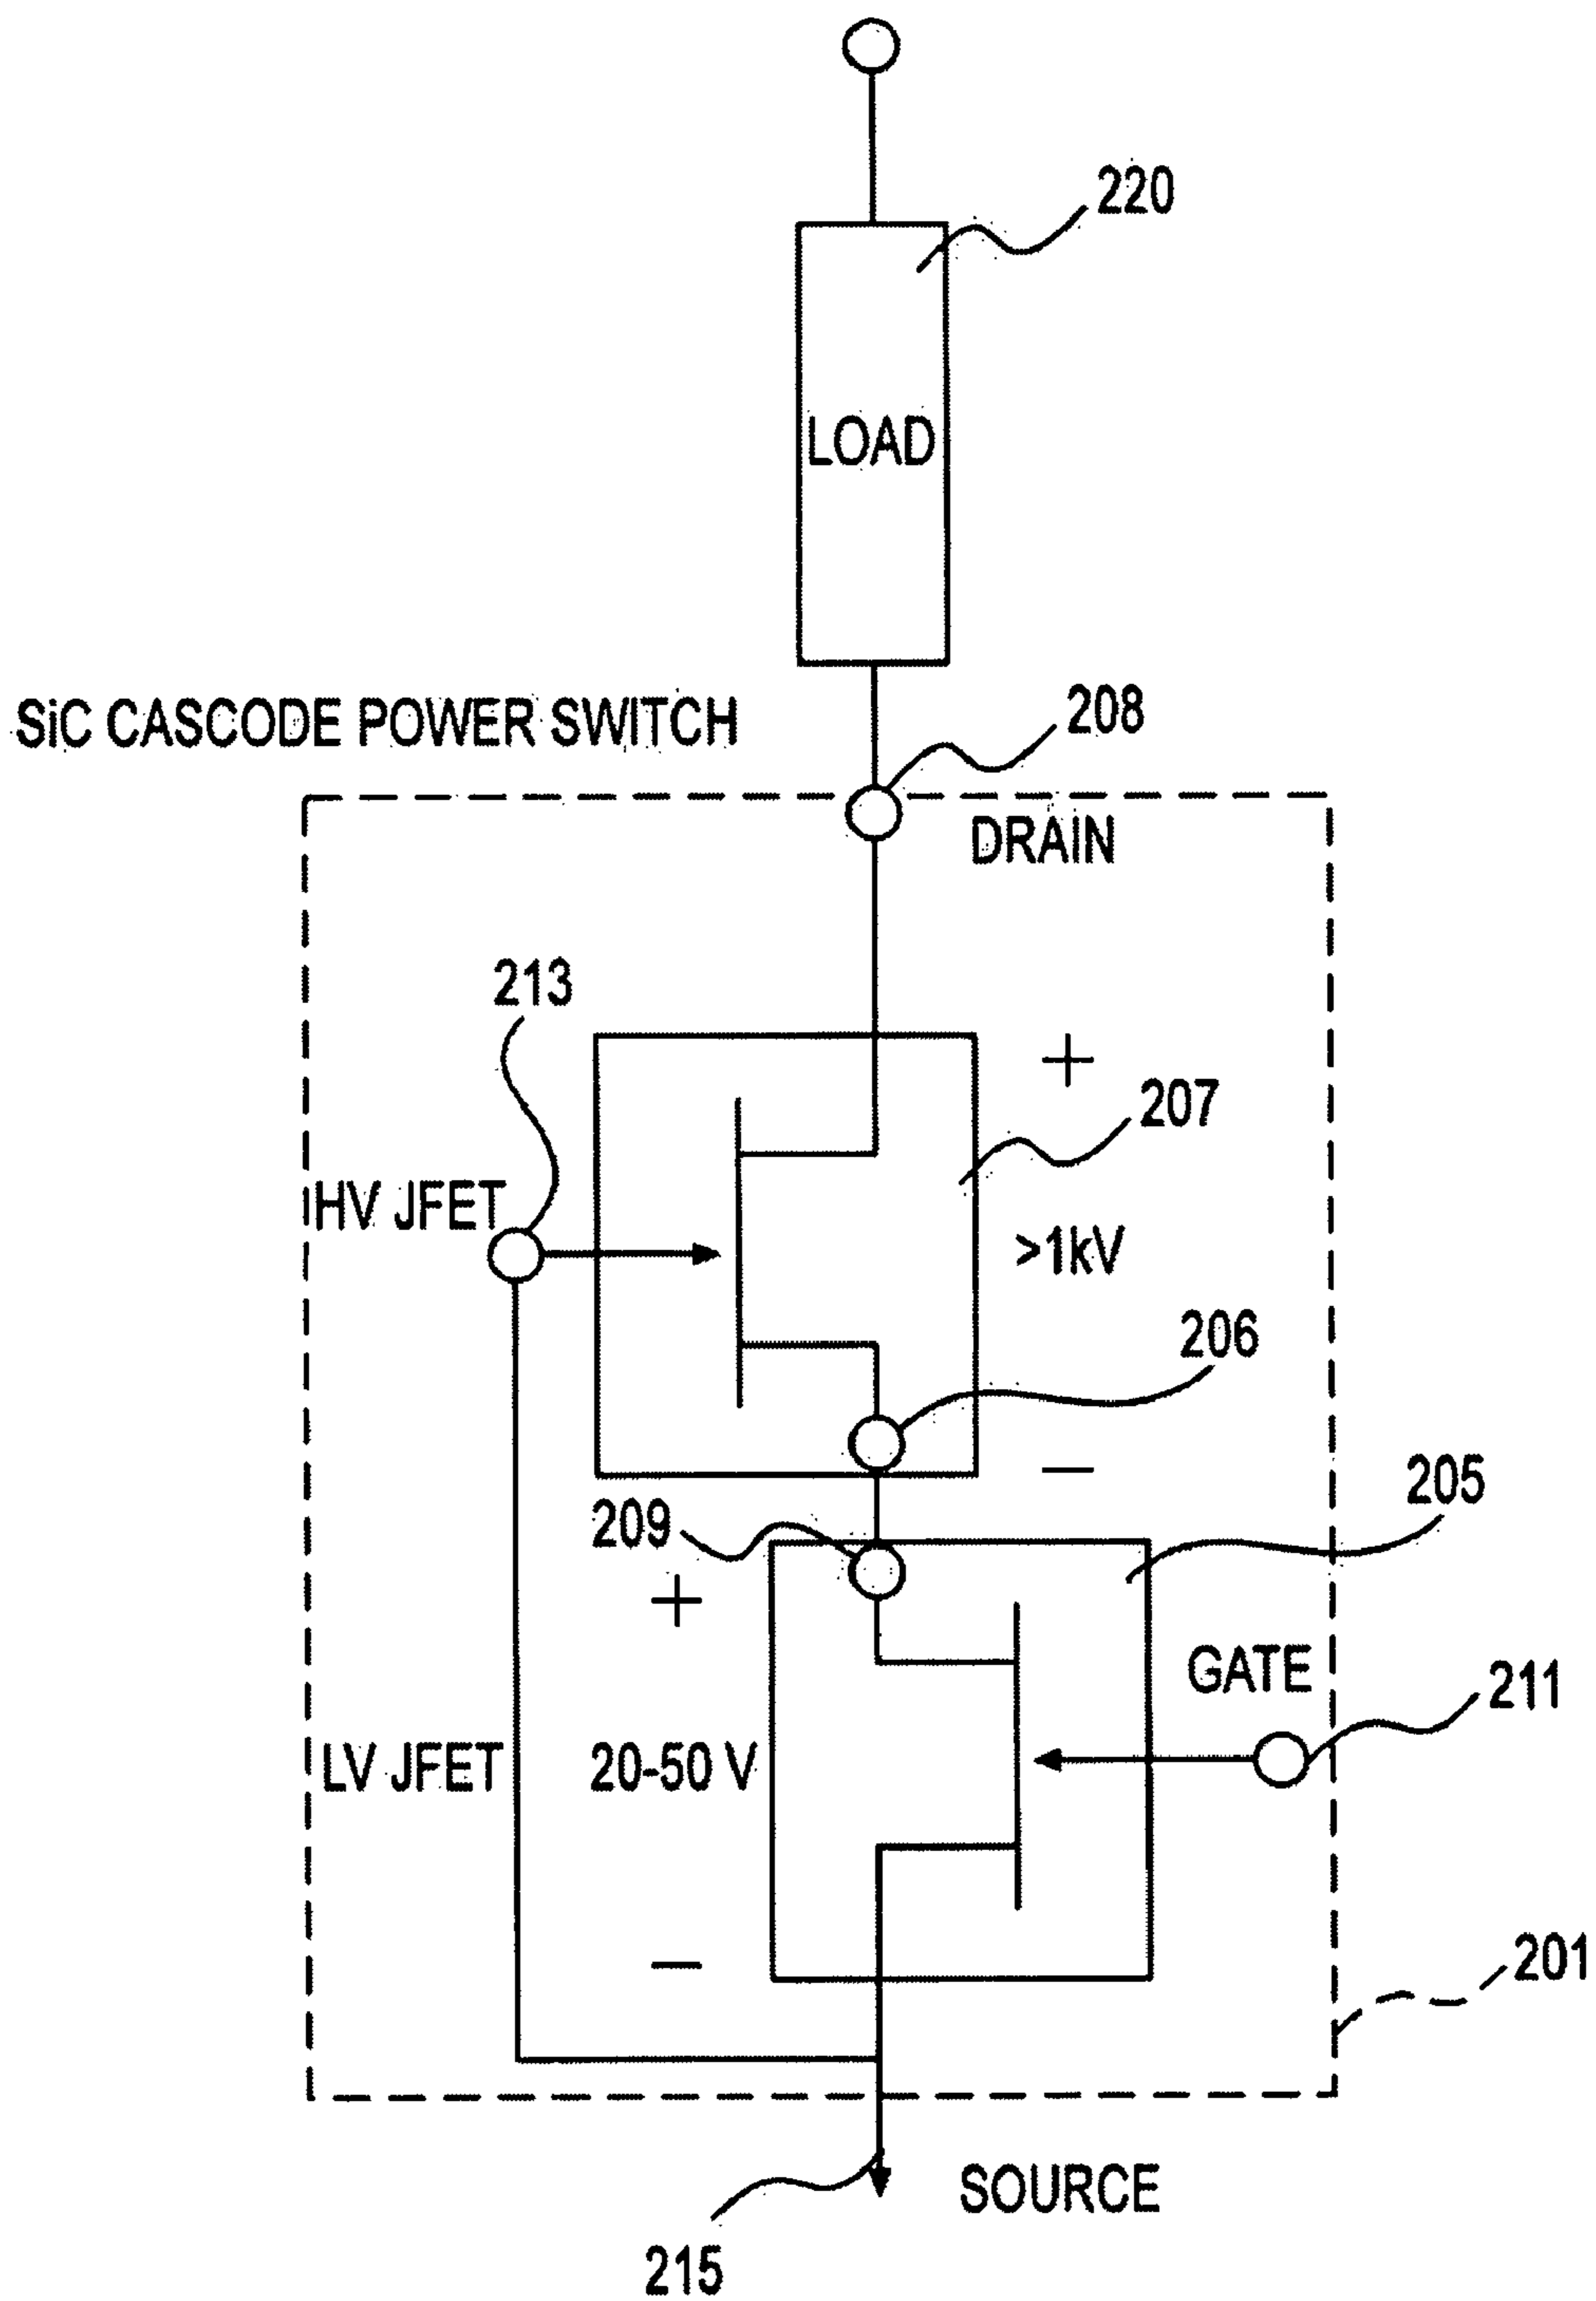 220
LOAD
SiC CASCODE POWER SWITCH
208
DRAIN
213
+
207
HV JFET
>1kV
206
−
205
209
+
GATE
211
LV JFET
20-50 V
−
201
SOURCE
215